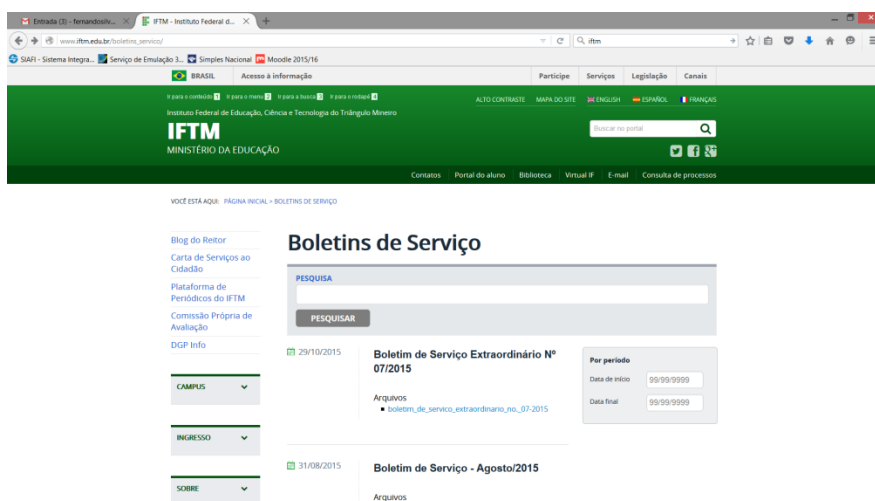 Entrada (3) - fernandosilv...
IFTM - Instituto Federal d...
www.iftm.edu.br/boletins_servico/
iftm
SIAFI - Sistema Integra...
Serviço de Emulação 3...
Simples Nacional
Moodle 2015/16
BRASIL
Acesso à informação
Participe
Serviços
Legislação
Canais
Ir para o conteúdo 1
Ir para o menu 2
Ir para a busca 3
Ir para o rodapé 4
ALTO CONTRASTE
MAPA DO SITE
ENGLISH
ESPAÑOL
FRANÇAIS
Instituto Federal de Educação, Ciência e Tecnologia do Triângulo Mineiro
IFTM
Buscar no portal
MINISTÉRIO DA EDUCAÇÃO
Contatos
Portal do aluno
Biblioteca
Virtual IF
E-mail
Consulta de processos
VOCÊ ESTÁ AQUI: PÁGINA INICIAL > BOLETINS DE SERVIÇO
Blog do Reitor
Carta de Serviços ao
Cidadão
Plataforma de
Periódicos do IFTM
Comissão Própria de
Avaliação
DGP Info
CAMPUS
INGRESSO
SOBRE
Boletins de Serviço
PESQUISA
PESQUISAR
29/10/2015
Boletim de Serviço Extraordinário Nº
07/2015
Arquivos
boletim_de_servico_extraordinario_no._07-2015
Por período
Data de início
99/99/9999
Data final
99/99/9999
31/08/2015
Boletim de Serviço - Agosto/2015
Arquivos